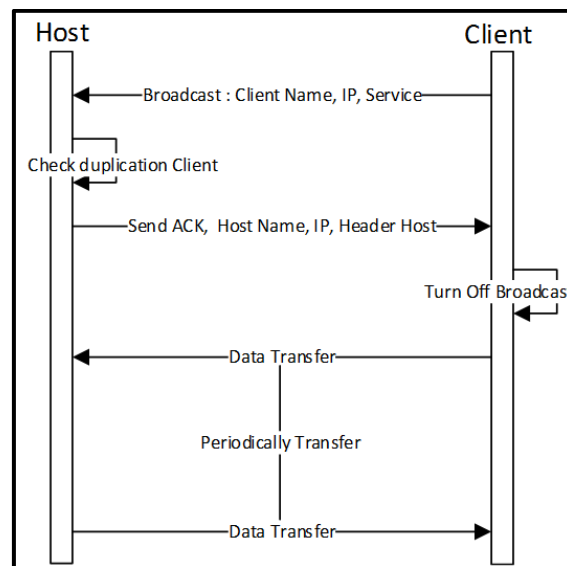 Host
Client
Broadcast : Client Name, IP, Service
Check duplication Client
Send ACK, Host Name, IP, Header Host
Turn Off Broadcas
Data Transfer
Periodically Transfer
Data Transfer